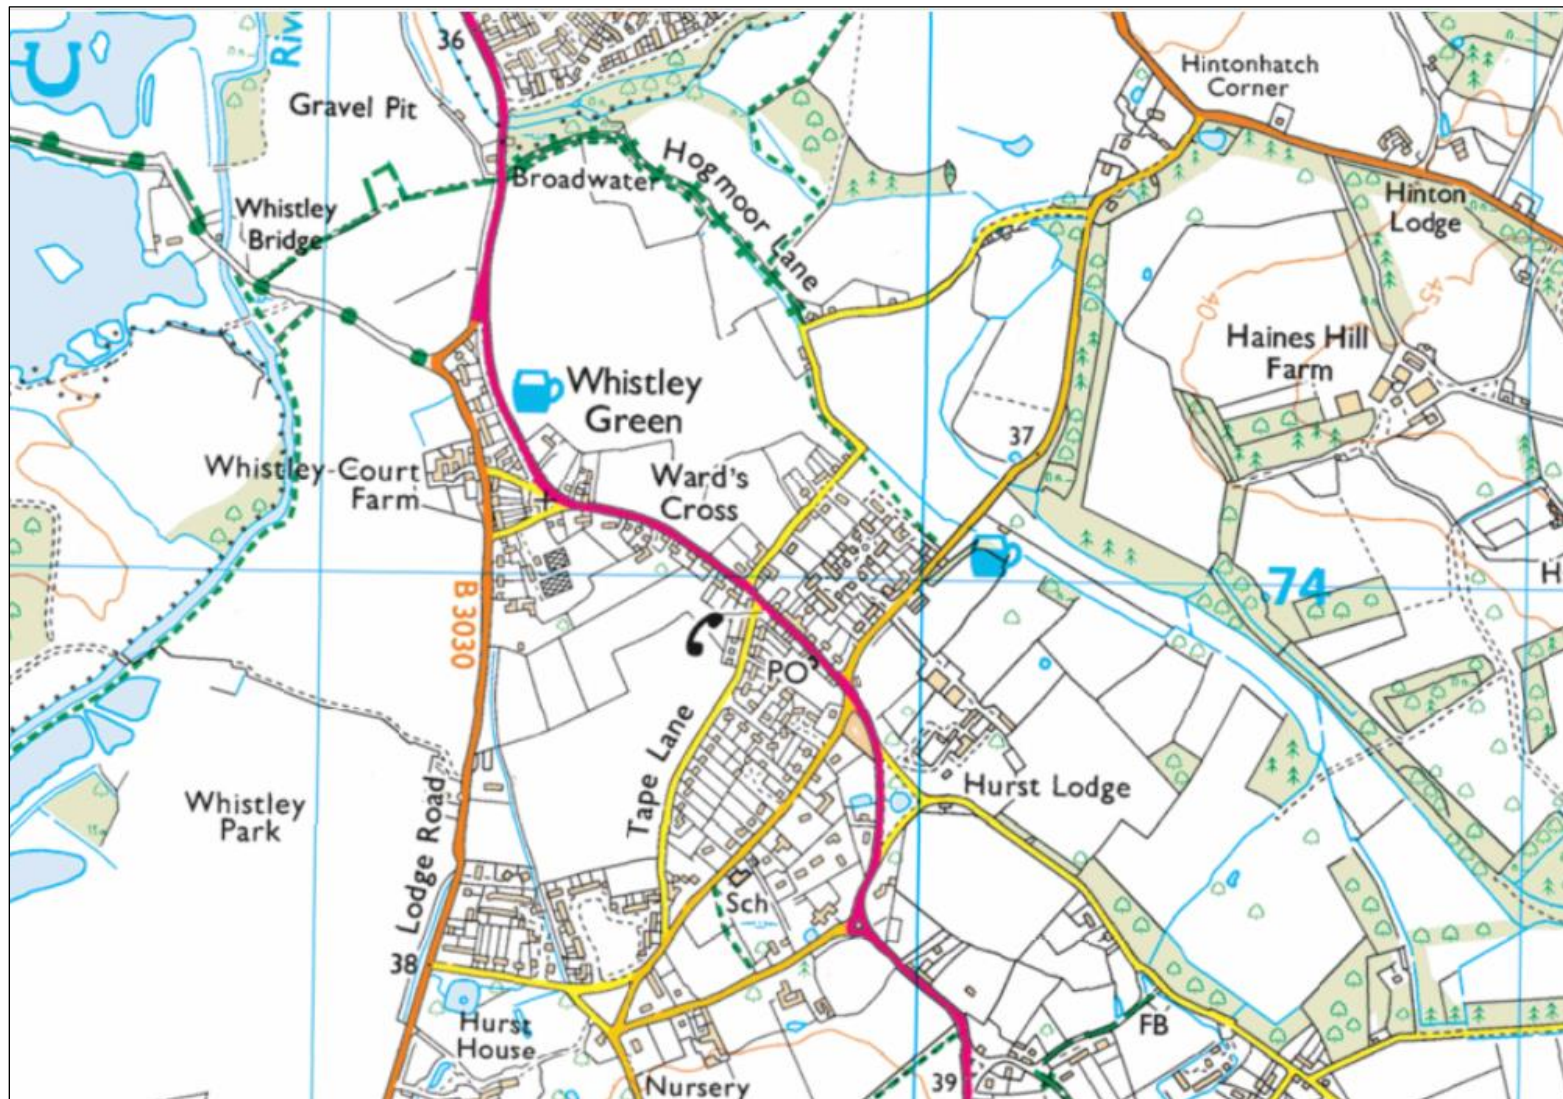 36
Rive
Gravel Pit
Hintonhatch
Corner
Broadwater
Hogmoor Lane
Whistley
Bridge
Hinton
Lodge
40
45
Haines Hill
Farm
Whistley
Green
37
Whistley-Court
Farm
Ward's
Cross
B 3030
74
H
PO
Tape Lane
Hurst Lodge
Whistley
Park
Lodge Road
Sch
38
Hurst
House
FB
39
Nursery